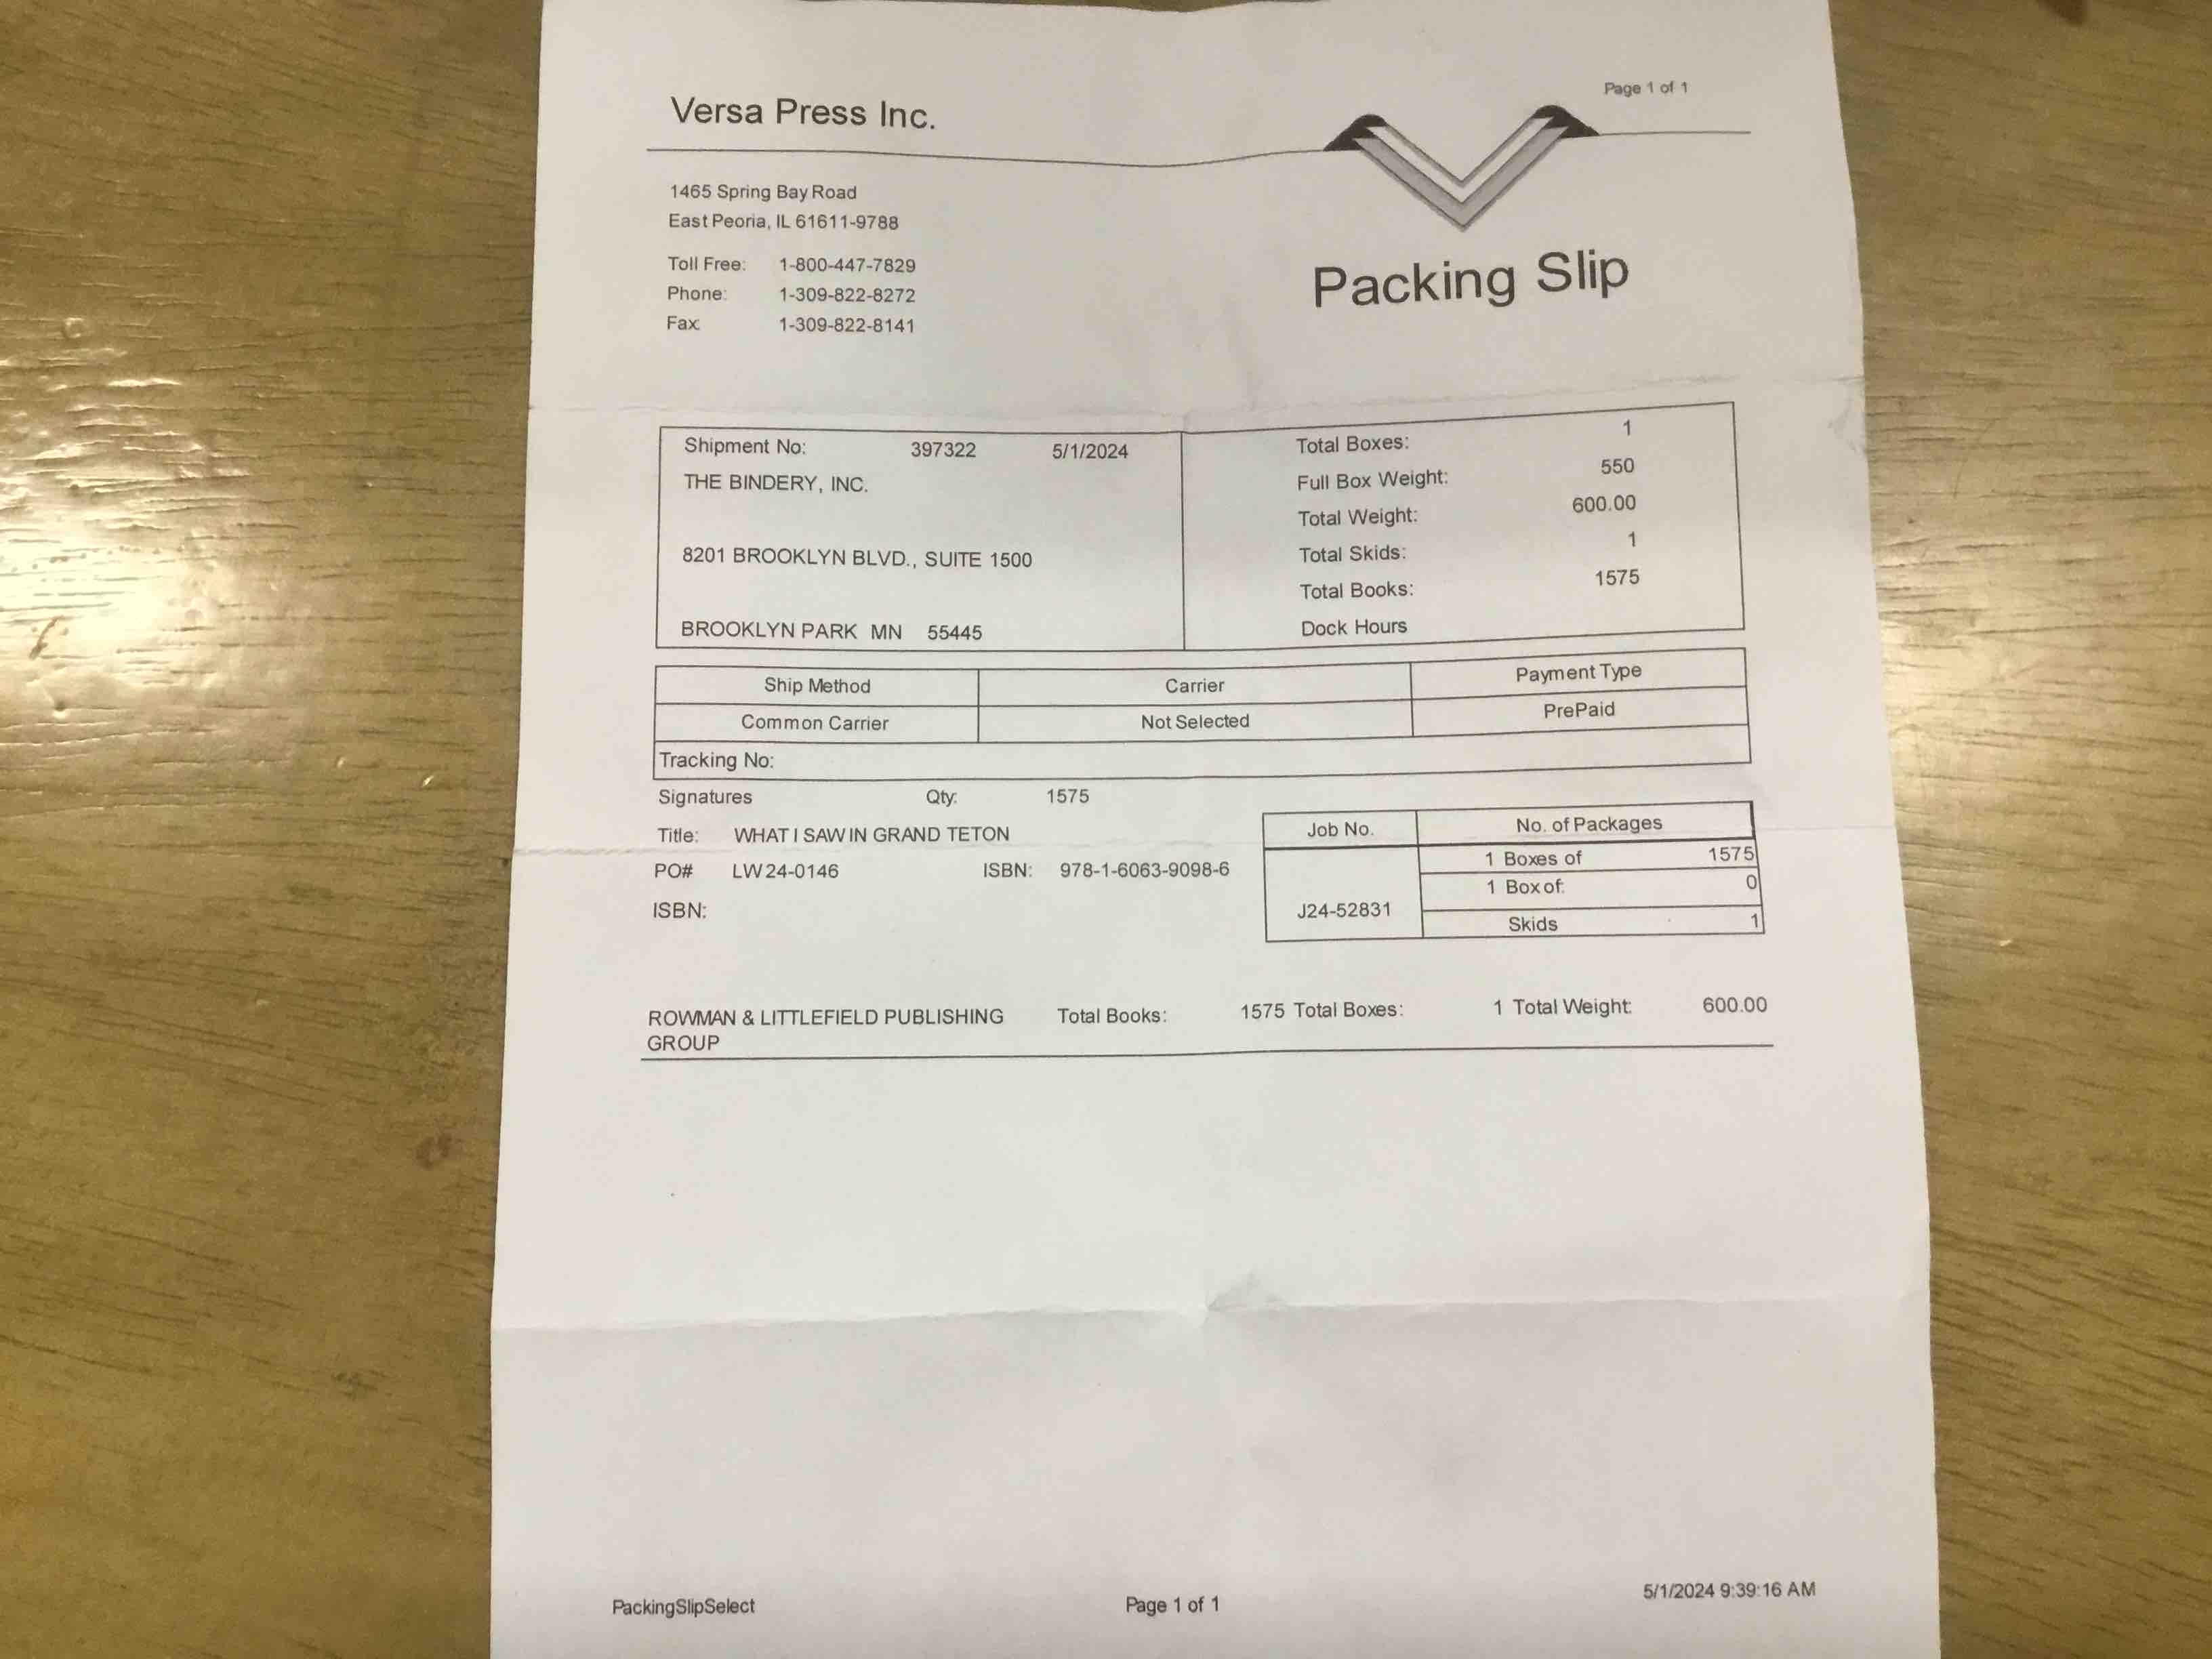 Page 1 of 1
Versa Press Inc.
1465 Spring Bay Road
East Peoria, IL 61611-9788
Toll Free: 1-800-447-7829
Phone: 1-309-822-8272
Fax: 1-309-822-8141
Packing Slip
Shipment No: 397322 5/1/2024
THE BINDERY, INC.
8201 BROOKLYN BLVD., SUITE 1500
BROOKLYN PARK MN 55445
Total Boxes: 1
Full Box Weight: 550
Total Weight: 600.00
Total Skids: 1
Total Books: 1575
Dock Hours
Ship Method Carrier Payment Type
Common Carrier Not Selected PrePaid
Tracking No:
Signatures Qty: 1575
Title: WHAT I SAW IN GRAND TETON
PO# LW24-0146 ISBN: 978-1-6063-9098-6
ISBN:
Job No. No. of Packages
1 Boxes of 1575
1 Box of: 0
J24-52831
Skids 1
ROWMAN & LITTLEFIELD PUBLISHING Total Books: 1575 Total Boxes: 1 Total Weight: 600.00
GROUP
PackingSlipSelect Page 1 of 1 5/1/2024 9:39:16 AM